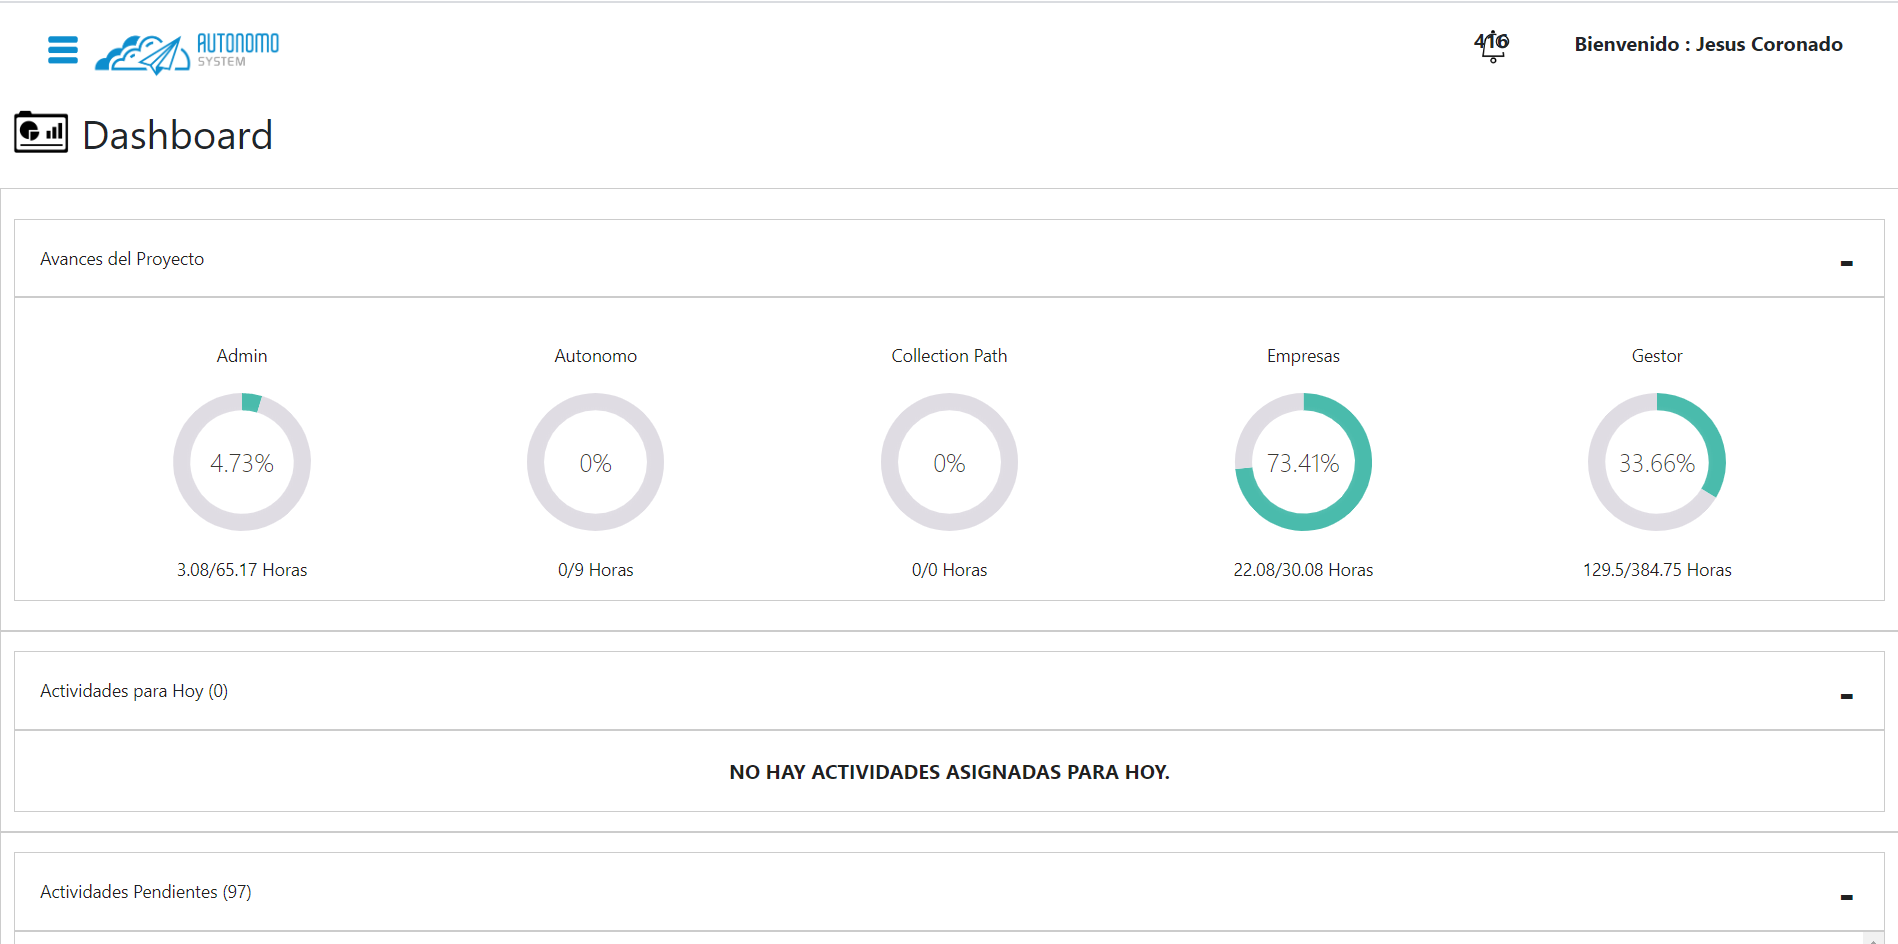 AUTONOMO
SYSTEM
416
Bienvenido : Jesus Coronado
Dashboard
Avances del Proyecto
-
Admin
Autonomo
Collection Path
Empresas
Gestor
4.73%
0%
0%
73.41%
33.66%
3.08/65.17 Horas
0/9 Horas
0/0 Horas
22.08/30.08 Horas
129.5/384.75 Horas
Actividades para Hoy (0)
-
NO HAY ACTIVIDADES ASIGNADAS PARA HOY.
Actividades Pendientes (97)
-